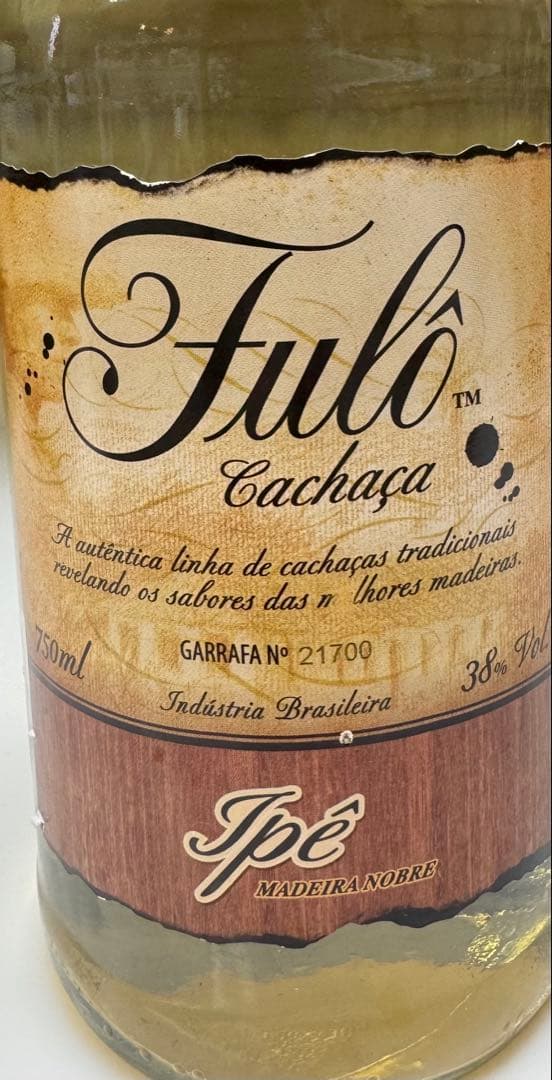 Fulô™
Cachaça
A autêntica linha de cachaças tradicionais
revelando os sabores das m lhores madeiras.
750ml
GARRAFA Nº 21700
38% Vol.
Indústria Brasileira
Ipê
MADEIRA NOBRE